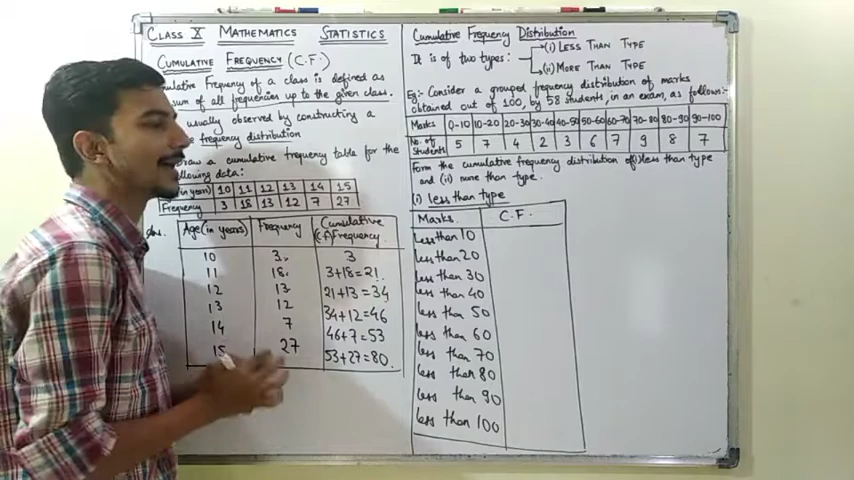 CLASS X MATHEMATICS STATISTICS
CUMULATIVE FREQUENCY (C.F.)
Frequency of a class is defined as
sum of all frequencies up to the given class.
usually observed by constructing a
frequency distribution
draw a cumulative frequency table for the
following data:
(in years) 10 11 12 13 14 15
Frequency 3 18 13 12 7 27
Ans. Age (in years) Frequency Cumulative (C.F) Frequency
10 3 3
11 18 3+18=21
12 13 21+13=34
13 12 34+12=46
14 7 46+7=53
15 27 53+27=80
Cumulative Frequency Distribution
It is of two types: (i) LESS THAN TYPE
(ii) MORE THAN TYPE
Eg:- Consider a grouped frequency distribution of marks
obtained out of 100, by 58 students, in an exam, as follows:-
Marks 0-10 10-20 20-30 30-40 40-50 50-60 60-70 70-80 80-90 90-100
No. of Students 5 7 4 2 3 6 7 9 8 7
Form the cumulative frequency distribution of (i) less than type
and (ii) more than type.
(i) less than type
Marks. C.F.
Less than 10
less than 20
less than 30
less than 40
less than 50
less than 60
less than 70
less than 80
less than 90
less than 100